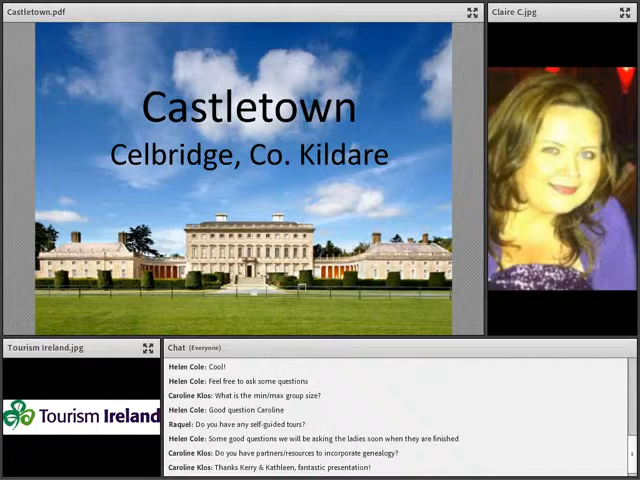 Castletown.pdf
Claire C.jpg
Castletown
Celbridge, Co. Kildare
Tourism Ireland.jpg
Tourism Ireland
Chat (Everyone)
Helen Cole: Cool!
Helen Cole: Feel free to ask some questions
Caroline Klos: What is the min/max group size?
Helen Cole: Good question Caroline
Raquel: Do you have any self-guided tours?
Helen Cole: Some good questions we will be asking the ladies soon when they are finished
Caroline Klos: Do you have partners/resources to incorporate genealogy?
Caroline Klos: Thanks Kerry & Kathleen, fantastic presentation!